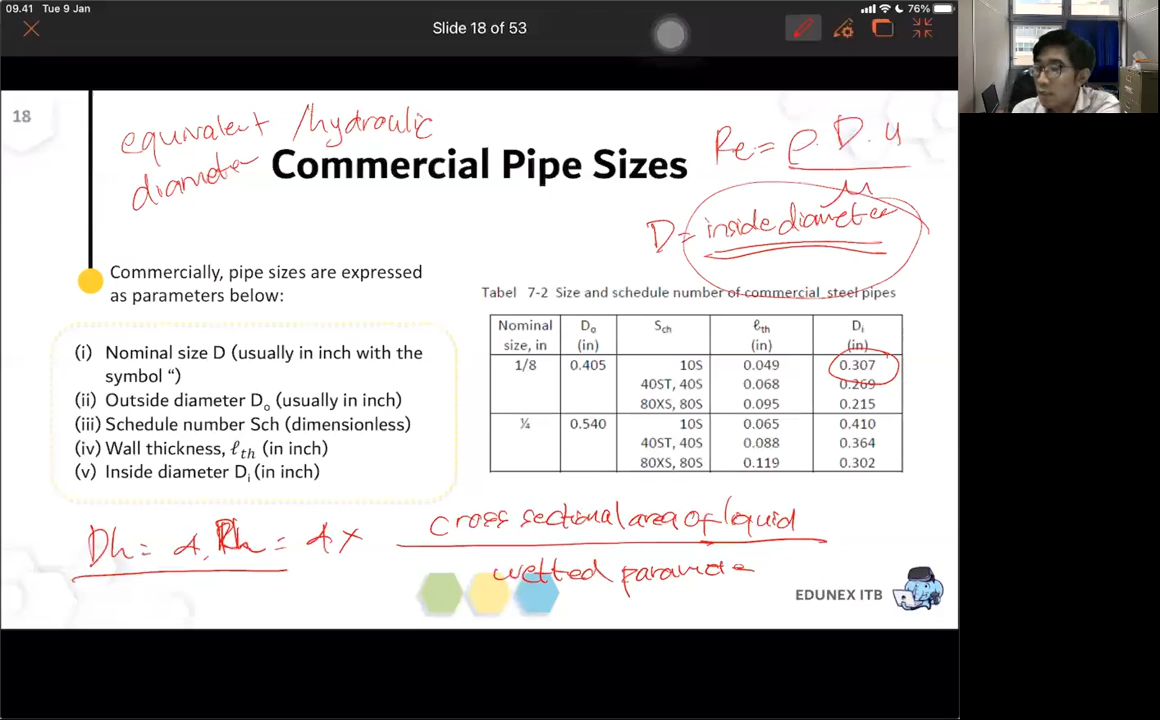 09.41 Tue 9 Jan
76%
Slide 18 of 53
18
equivalent /hydraulic
diameter
Commercial Pipe Sizes
Re = ρ. D. u
μ
D = inside diameter
Commercially, pipe sizes are expressed
as parameters below:
(i) Nominal size D (usually in inch with the
symbol “)
(ii) Outside diameter Do (usually in inch)
(iii) Schedule number Sch (dimensionless)
(iv) Wall thickness, ℓth (in inch)
(v) Inside diameter Di (in inch)
Tabel 7-2 Size and schedule number of commercial steel pipes
Nominal size, in Do (in) Sch ℓth (in) Di (in)
1/8 0.405 10S 0.049 0.307
40ST, 40S 0.068 0.269
80XS, 80S 0.095 0.215
¼ 0.540 10S 0.065 0.410
40ST, 40S 0.088 0.364
80XS, 80S 0.119 0.302
Dh = 4. Rh = 4 x cross sectional area of liquid
wetted
EDUNEX ITB